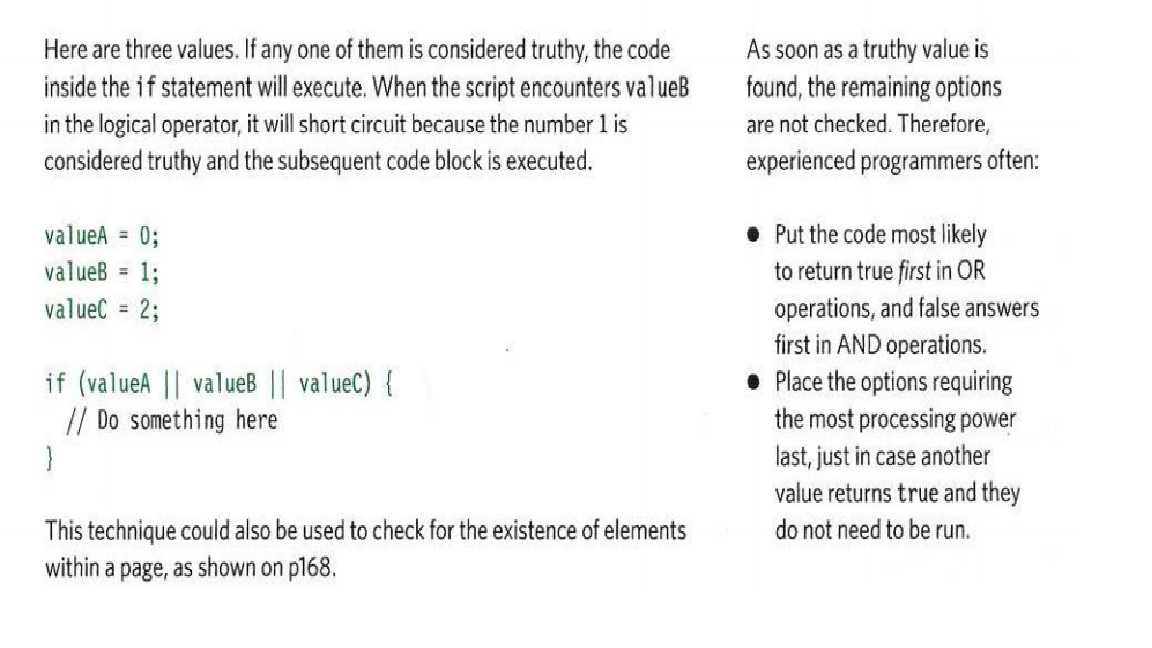 Here are three values. If any one of them is considered truthy, the code
inside the if statement will execute. When the script encounters valueB
in the logical operator, it will short circuit because the number 1 is
considered truthy and the subsequent code block is executed.
valueA = 0;
valueB = 1;
valueC = 2;
if (valueA || valueB || valueC) {
// Do something here
}
This technique could also be used to check for the existence of elements
within a page, as shown on p168.
As soon as a truthy value is
found, the remaining options
are not checked. Therefore,
experienced programmers often:
● Put the code most likely
to return true first in OR
operations, and false answers
first in AND operations.
● Place the options requiring
the most processing power
last, just in case another
value returns true and they
do not need to be run.